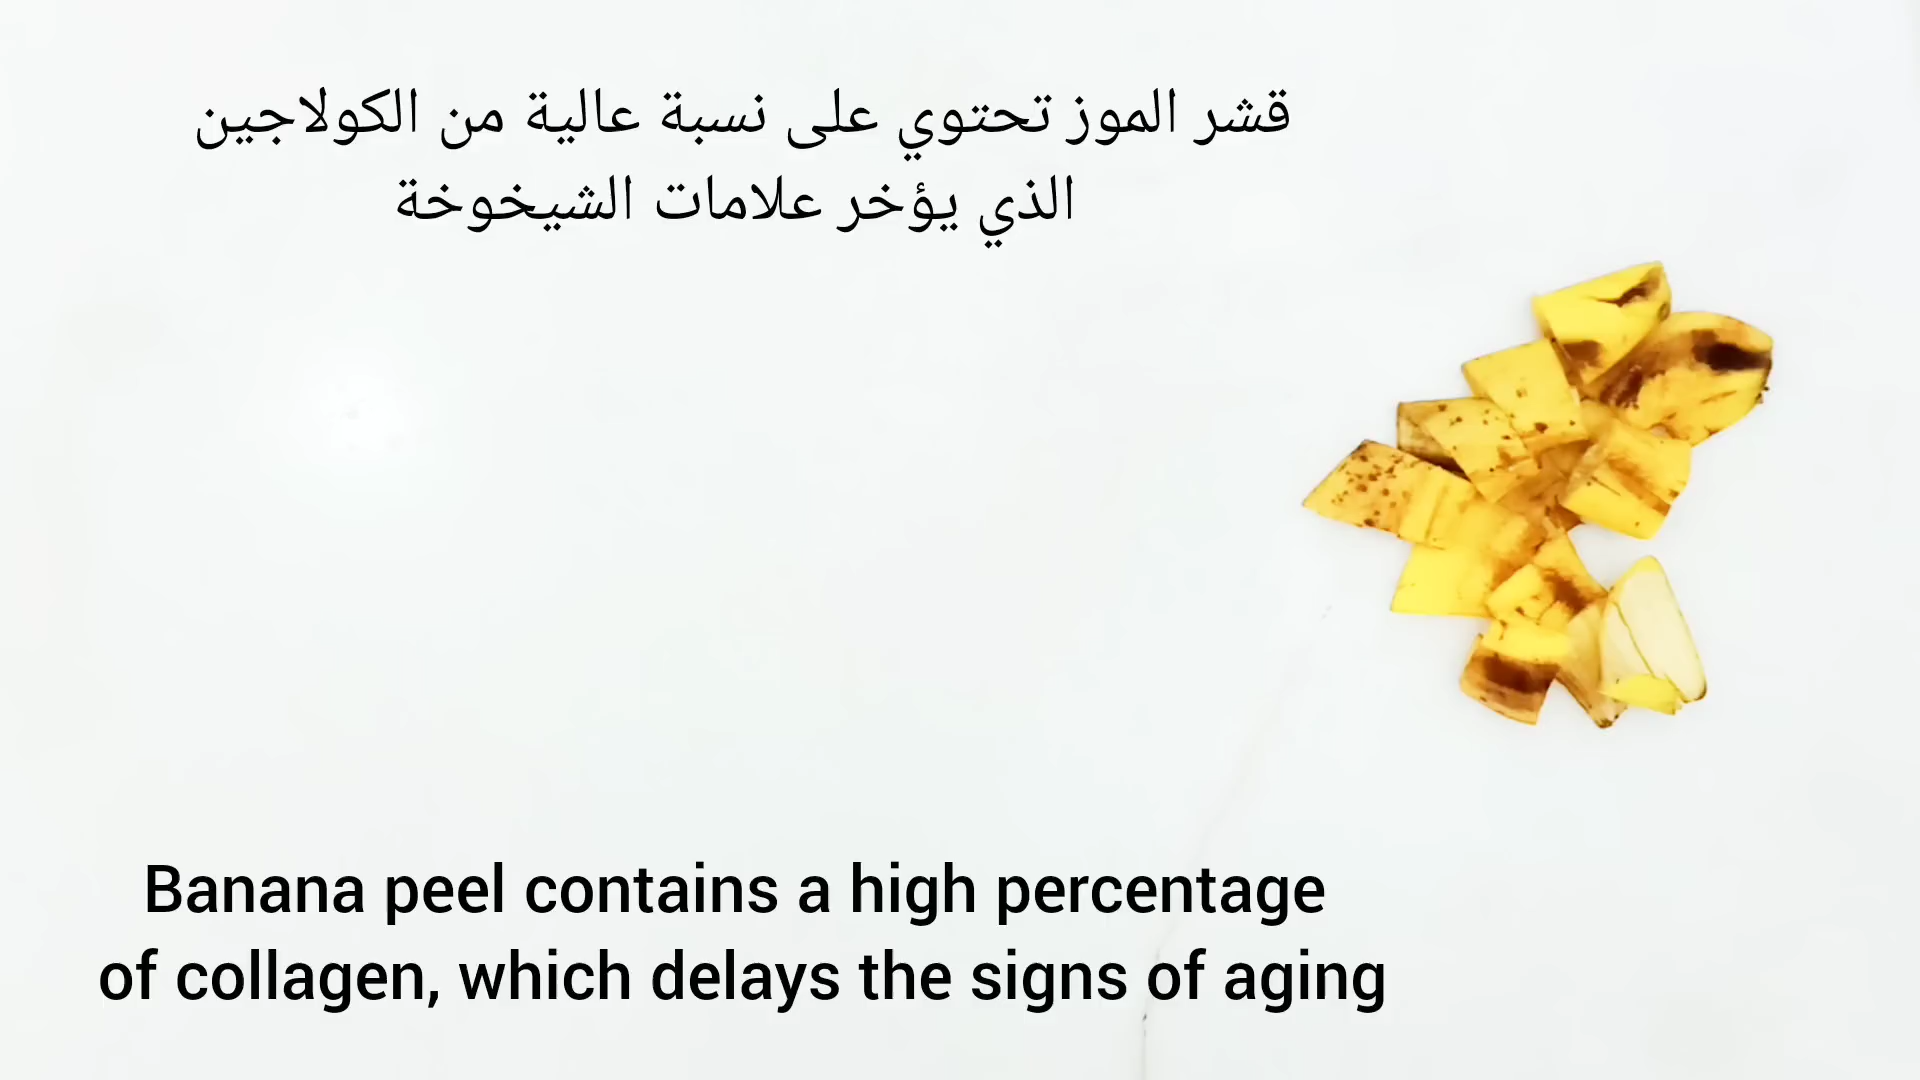 قشر الموز تحتوي على نسبة عالية من الكولاجين
الذي يؤخر علامات الشيخوخة
Banana peel contains a high percentage
of collagen, which delays the signs of aging